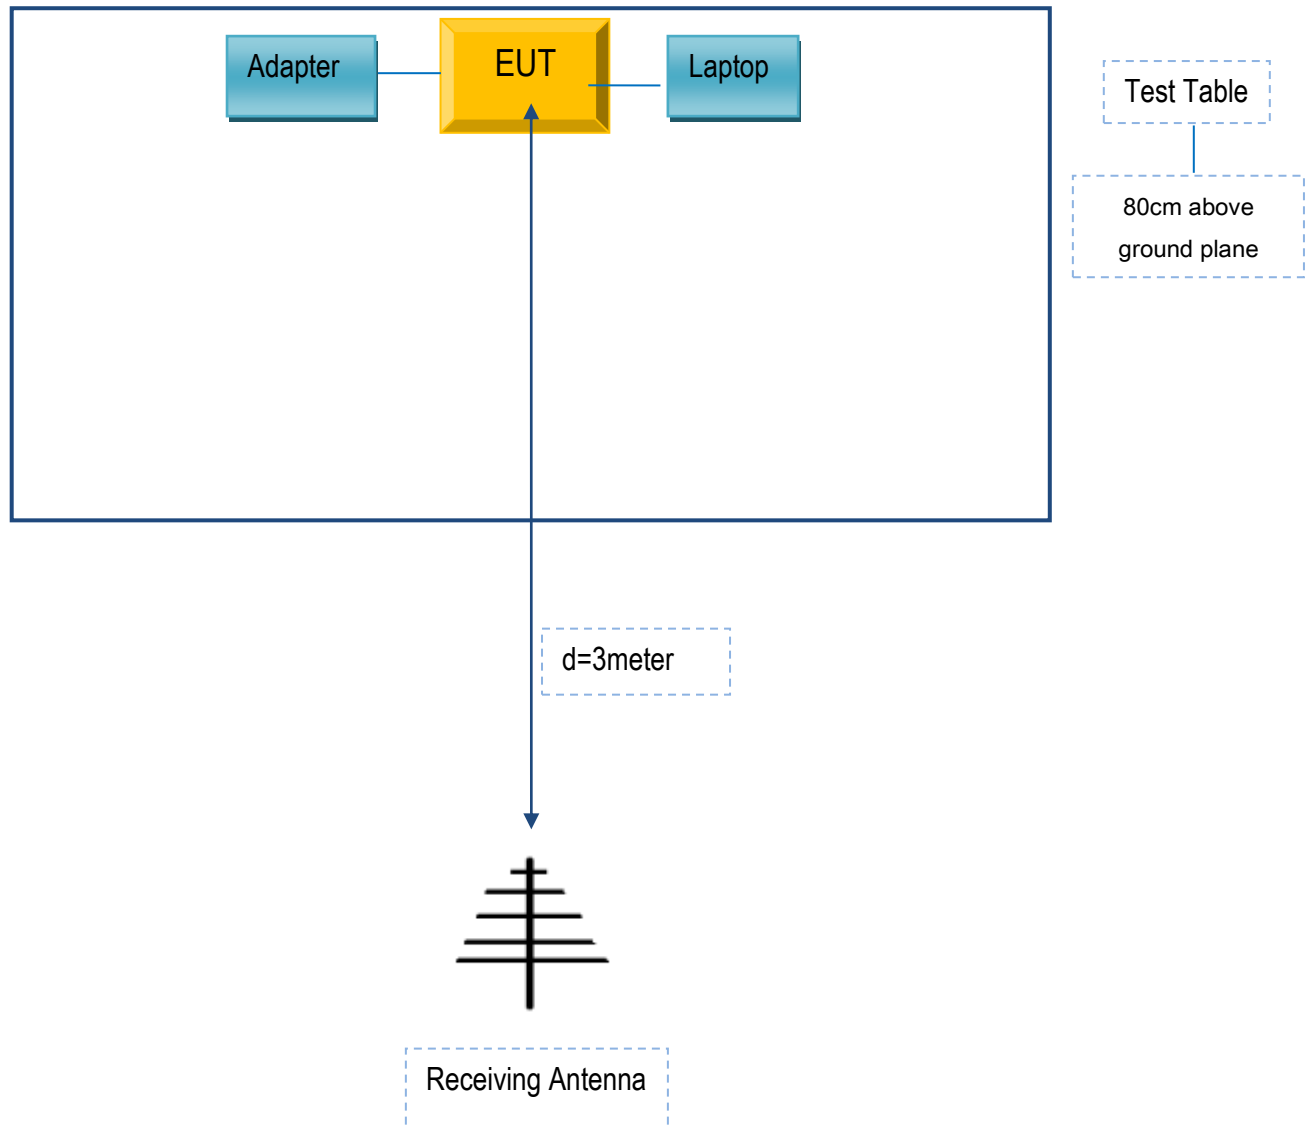 Adapter
EUT
Laptop
Test Table
80cm above
ground plane
d=3meter
Receiving Antenna